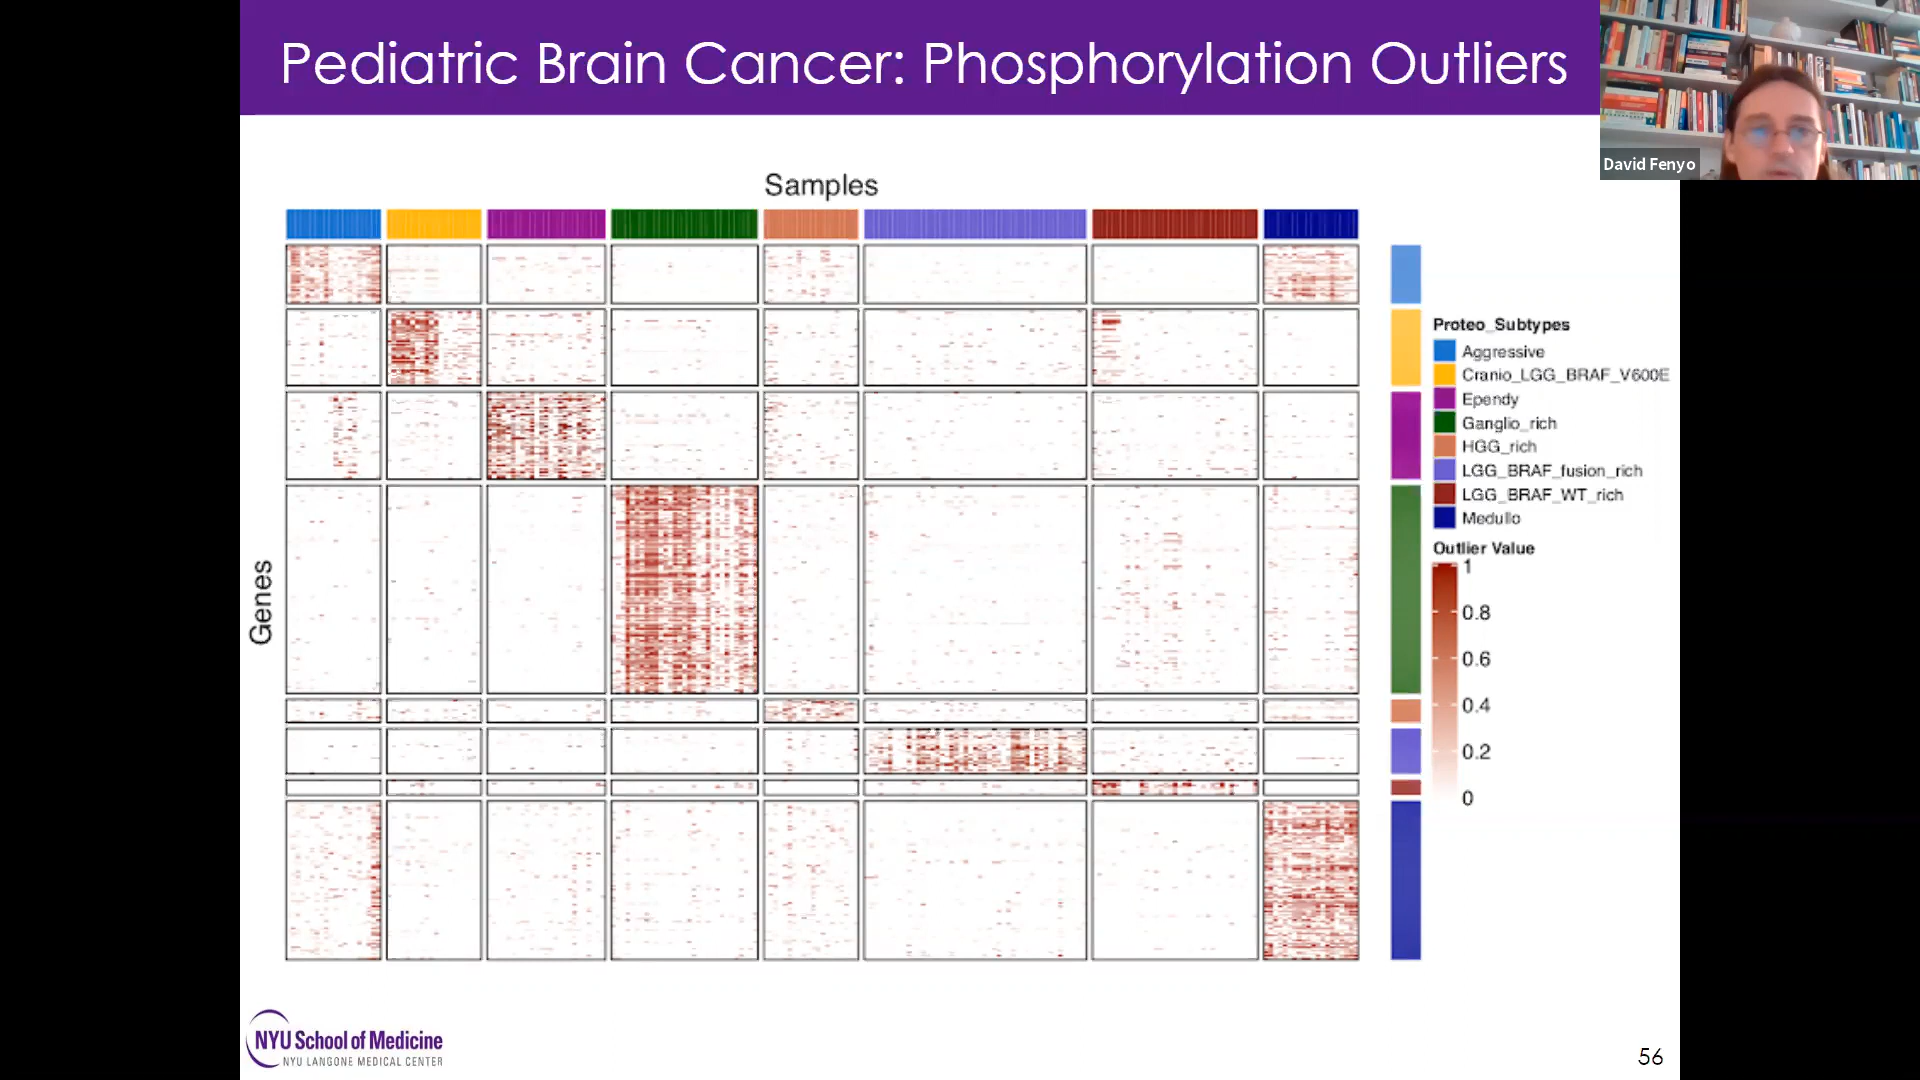 Pediatric Brain Cancer: Phosphorylation Outliers
David Fenyo
Samples
Genes
Proteo_Subtypes
Aggressive
Cranio_LGG_BRAF_V600E
Ependy
Ganglio_rich
HGG_rich
LGG_BRAF_fusion_rich
LGG_BRAF_WT_rich
Medullo
Outlier Value
1
0.8
0.6
0.4
0.2
0
NYU School of Medicine
NYU LANGONE MEDICAL CENTER
56